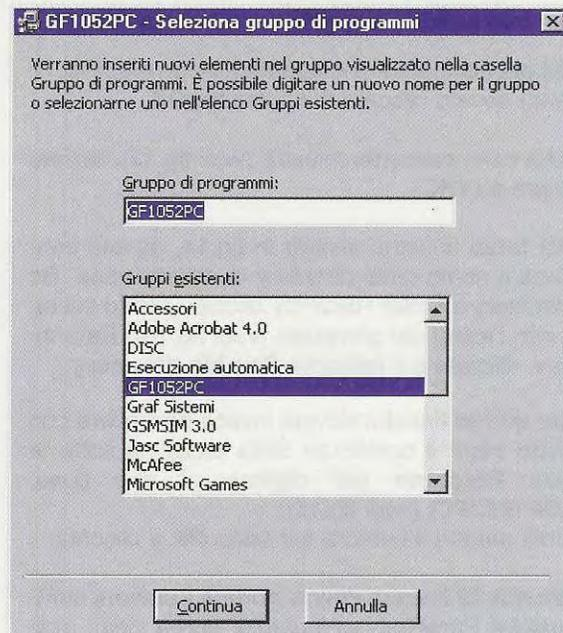 GF1052PC - Seleziona gruppo di programmi
Verranno inseriti nuovi elementi nel gruppo visualizzato nella casella
Gruppo di programmi. È possibile digitare un nuovo nome per il gruppo
o selezionarne uno nell'elenco Gruppi esistenti.
Gruppo di programmi:
GF1052PC
Gruppi esistenti:
Accessori
Adobe Acrobat 4.0
DISC
Esecuzione automatica
GF1052PC
Graf Sistemi
GSMSIM 3.0
Jasc Software
McAfee
Microsoft Games
Continua
Annulla